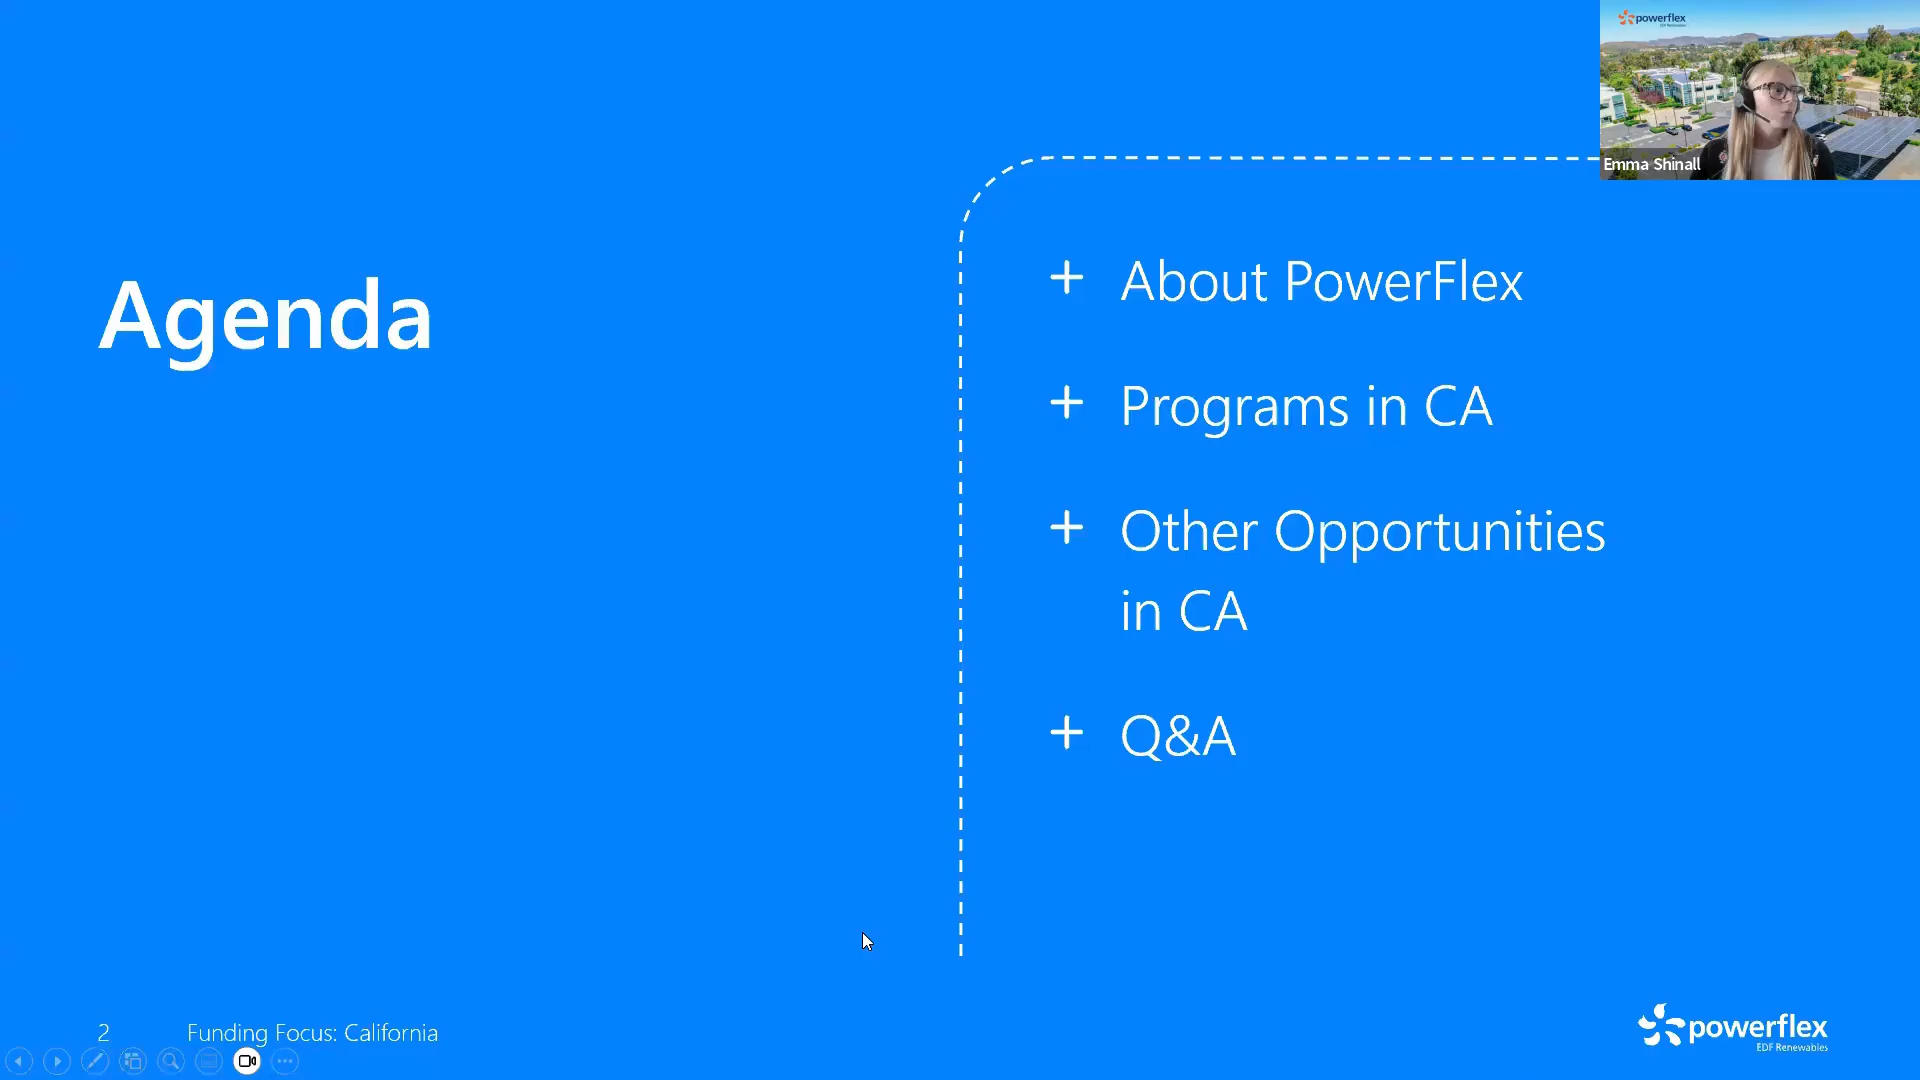 powerflex
EDF Renewables
Emma Shinall
Agenda
+ About PowerFlex
+ Programs in CA
+ Other Opportunities
in CA
+ Q&A
2
Funding Focus: California
powerflex
EDF Renewables